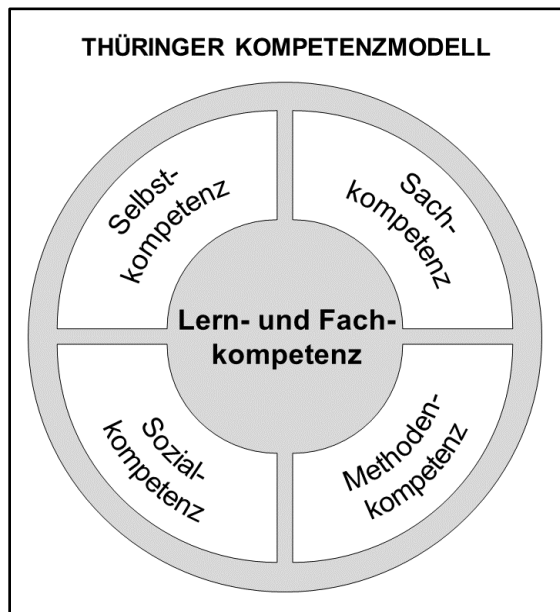 THÜRINGER KOMPETENZMODELL
Selbst-
kompetenz
Sach-
kompetenz
Lern- und Fach-
kompetenz
Sozial-
kompetenz
Methoden-
kompetenz